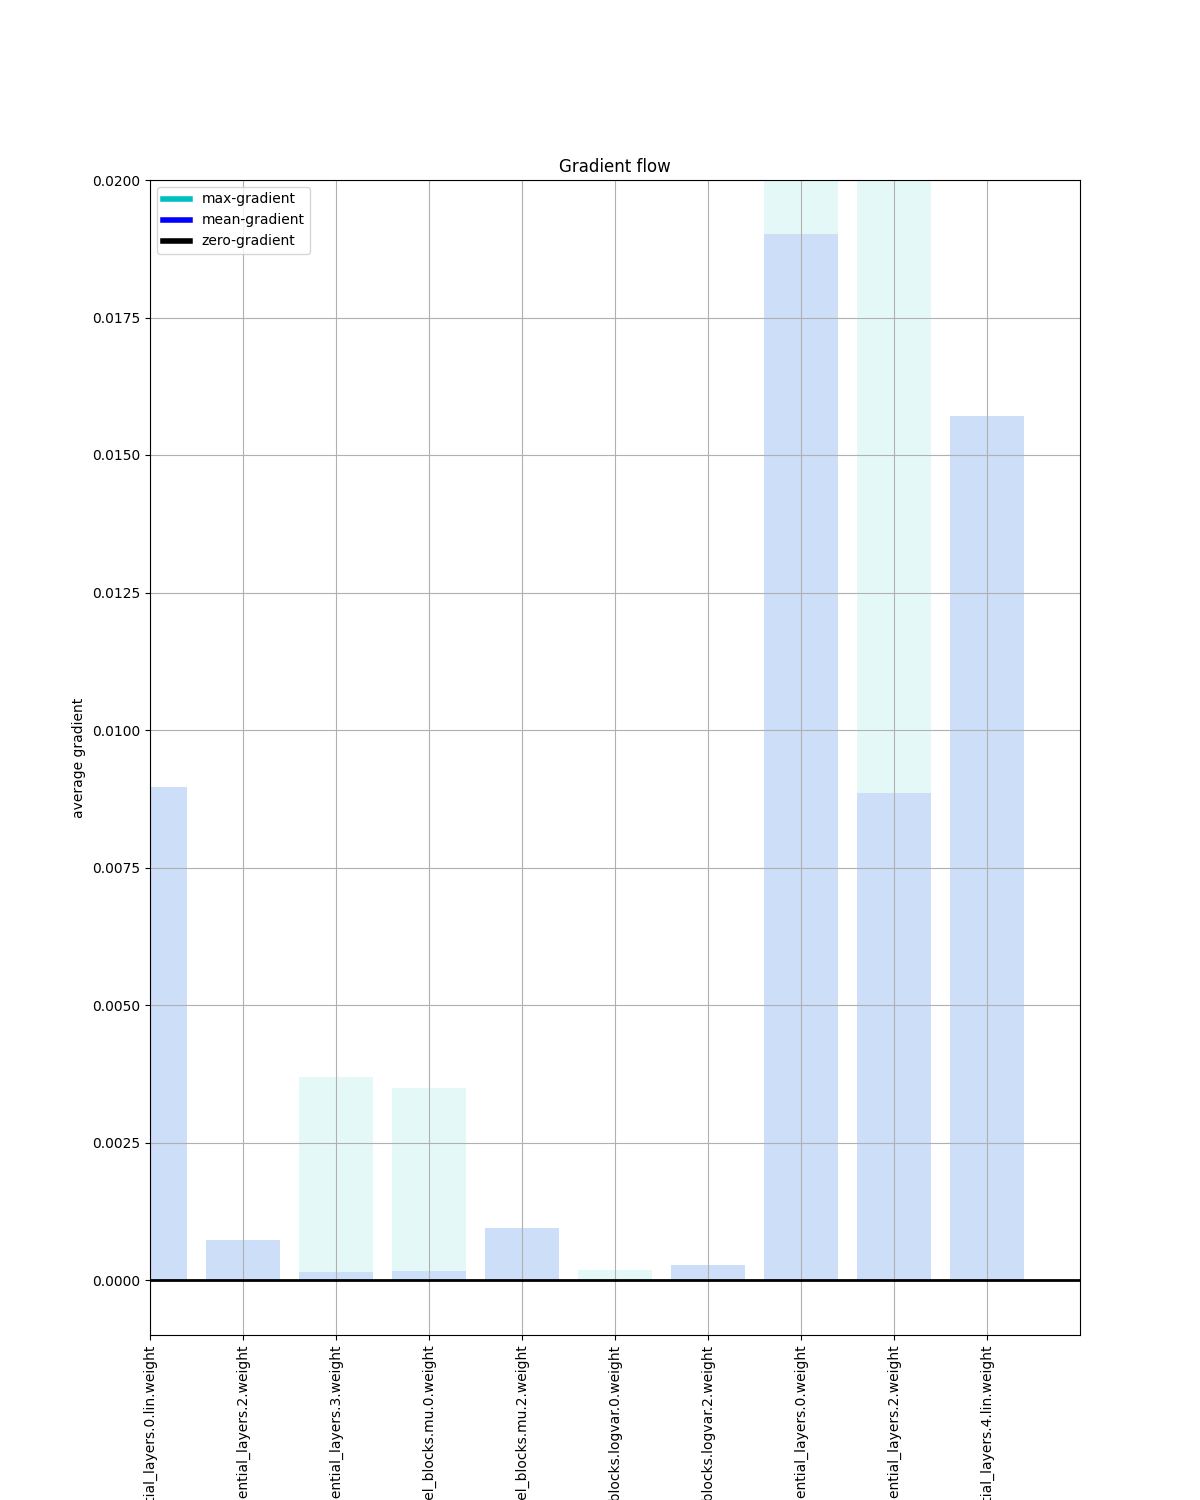 Gradient flow
max-gradient
mean-gradient
zero-gradient
0.0200
0.0175
0.0150
0.0125
0.0100
0.0075
0.0050
0.0025
0.0000
average gradient
tial_layers.0.lin.weight
ential_layers.2.weight
ential_layers.3.weight
el_blocks.mu.0.weight
el_blocks.mu.2.weight
blocks.logvar.0.weight
blocks.logvar.2.weight
ential_layers.0.weight
ential_layers.2.weight
tial_layers.4.lin.weight